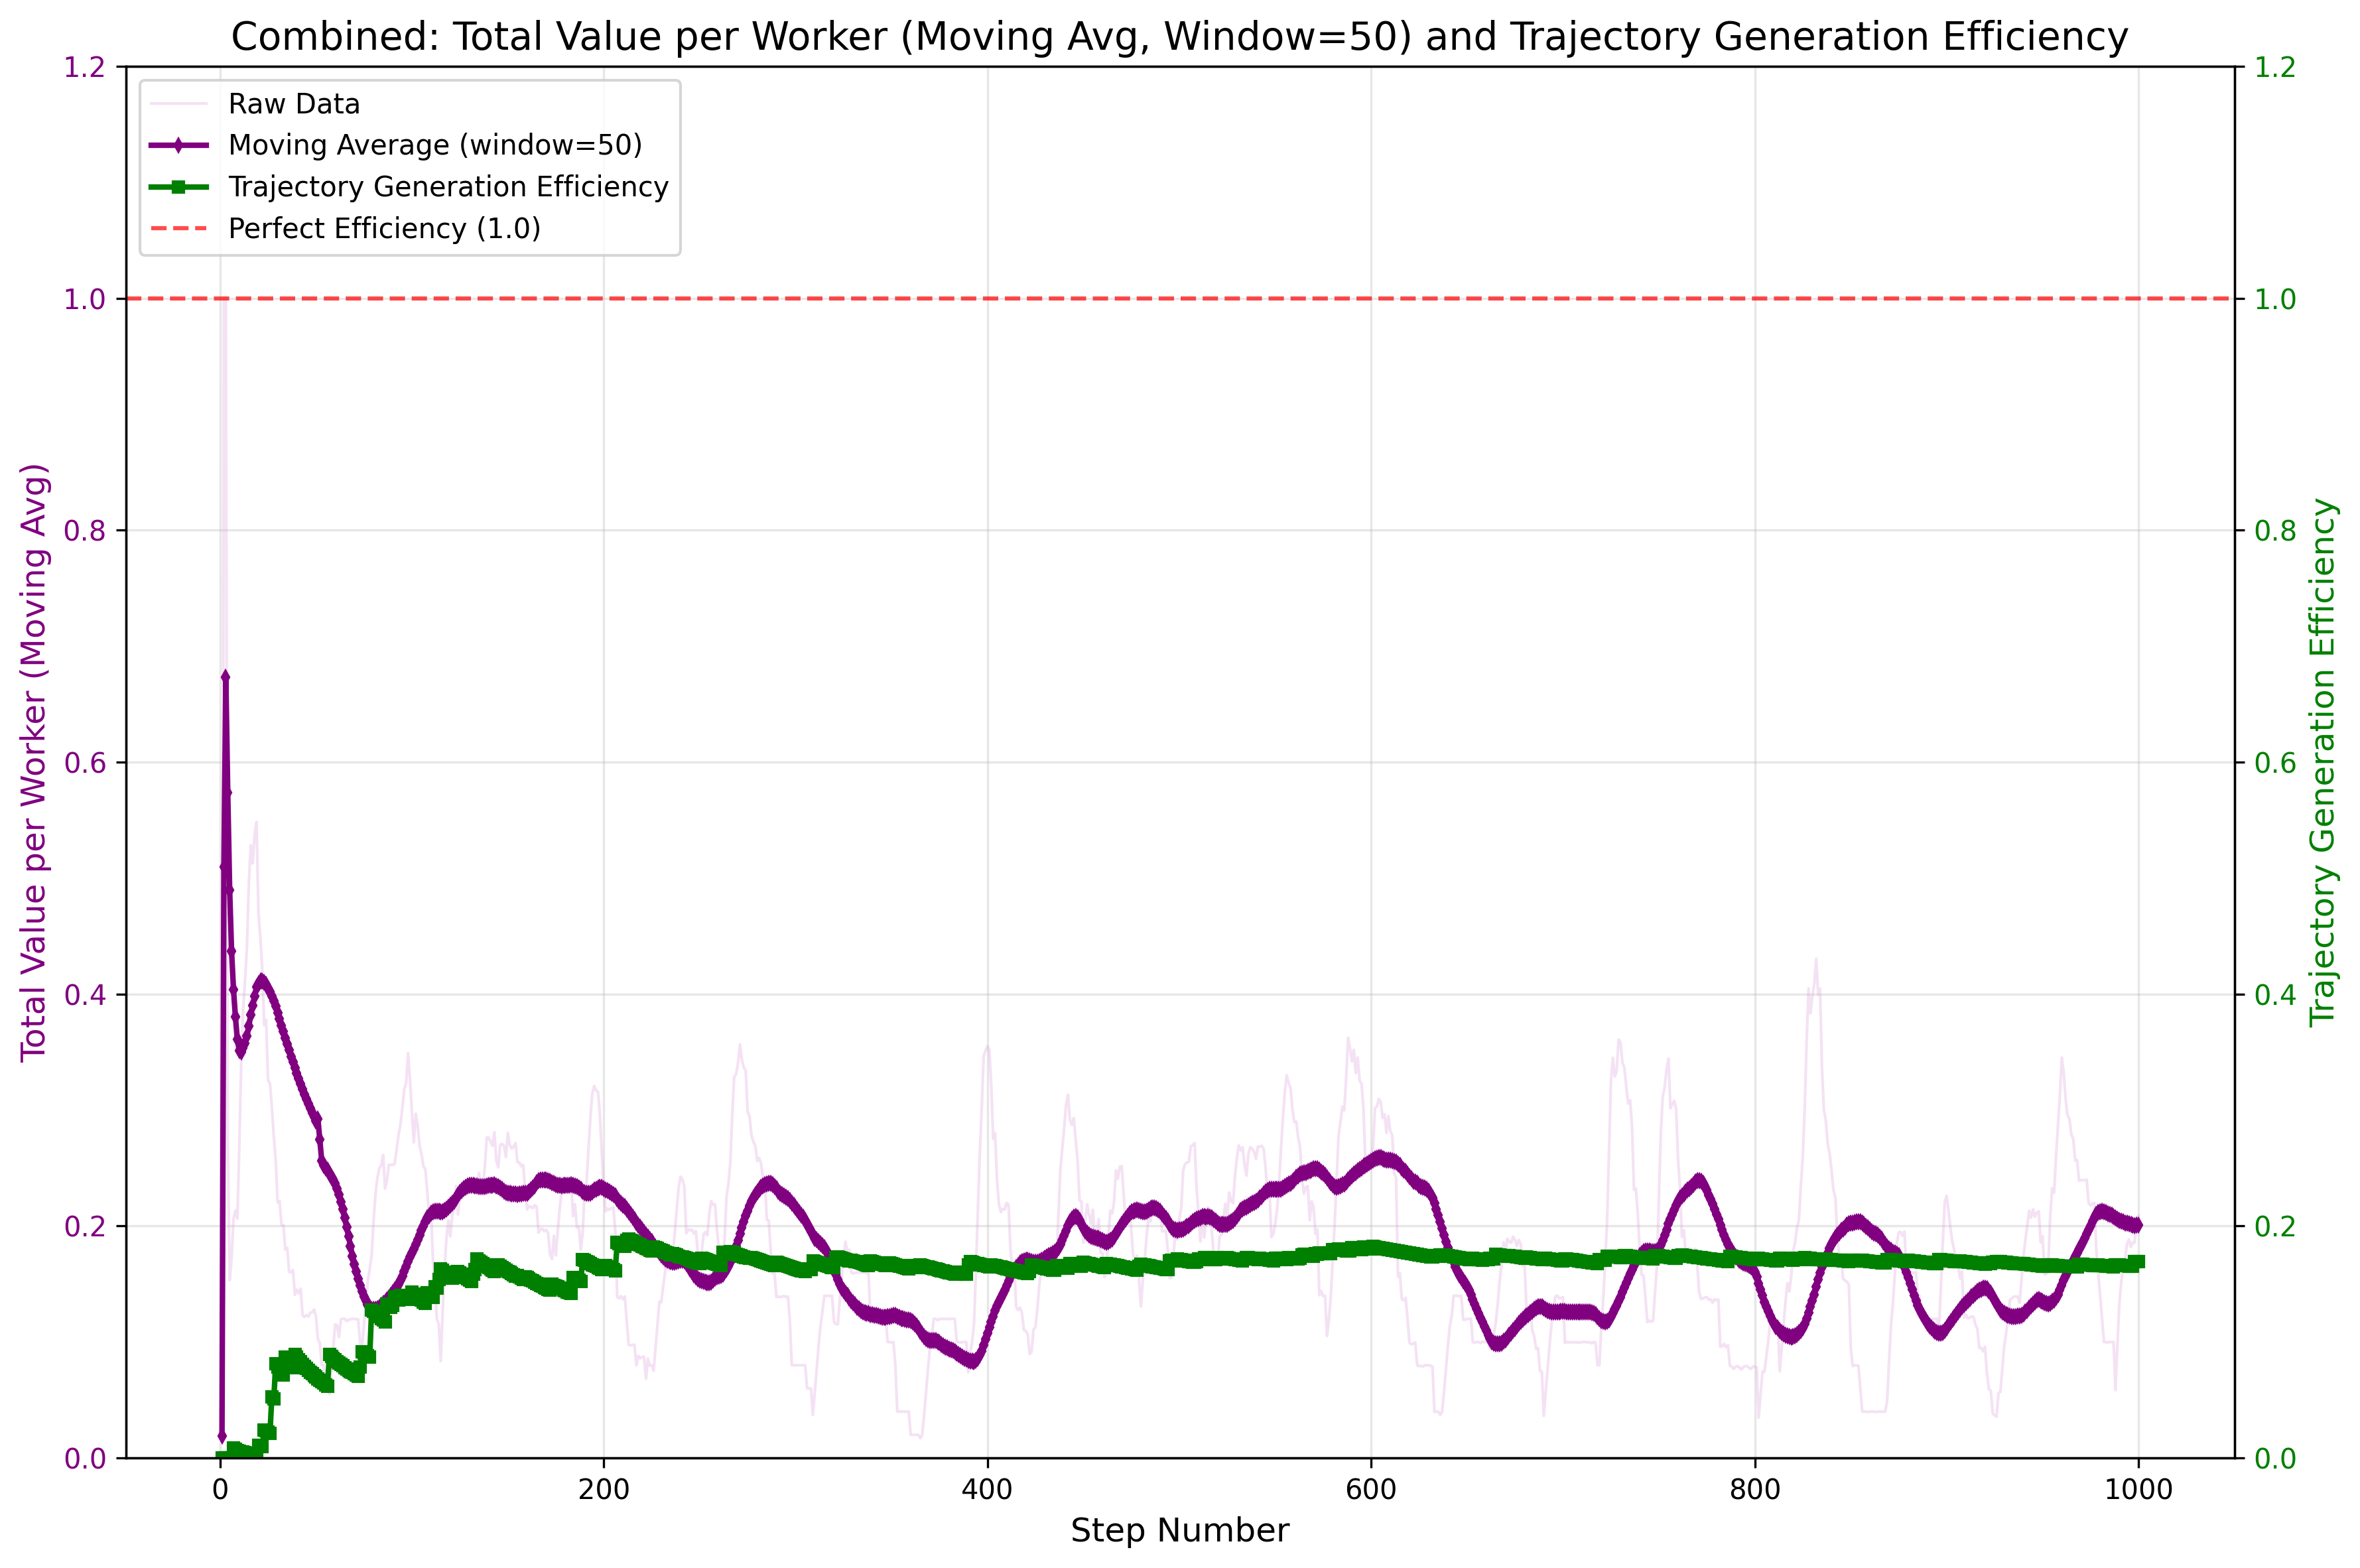 Combined: Total Value per Worker (Moving Avg, Window=50) and Trajectory Generation Efficiency
Raw Data
Moving Average (window=50)
Trajectory Generation Efficiency
Perfect Efficiency (1.0)
Total Value per Worker (Moving Avg)
1.2
1.0
0.8
0.6
0.4
0.2
0.0
0
200
400
600
800
1000
Step Number
1.2
1.0
0.8
0.6
0.4
0.2
0.0
Trajectory Generation Efficiency